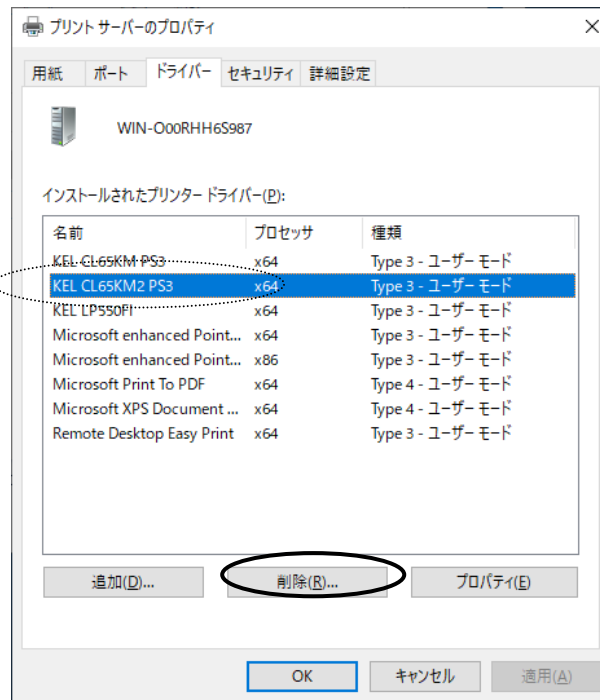 プリント サーバーのプロパティ
用紙 ポート ドライバー セキュリティ 詳細設定
WIN-O00RHH6S987
インストールされたプリンター ドライバー(P):
名前 プロセッサ 種類
KEL CL65KM PS3 x64 Type 3 - ユーザー モード
KEL CL65KM2 PS3 x64 Type 3 - ユーザー モード
KEL LP550FI x64 Type 3 - ユーザー モード
Microsoft enhanced Point... x64 Type 3 - ユーザー モード
Microsoft enhanced Point... x86 Type 3 - ユーザー モード
Microsoft Print To PDF x64 Type 4 - ユーザー モード
Microsoft XPS Document ... x64 Type 4 - ユーザー モード
Remote Desktop Easy Print x64 Type 3 - ユーザー モード
追加(D)... 削除(R)... プロパティ(E)
OK キャンセル 適用(A)